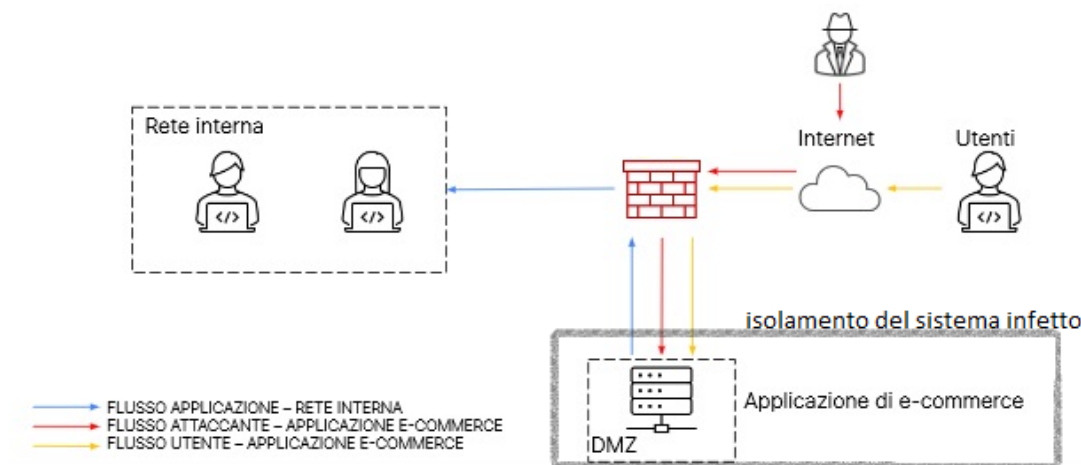 Rete interna
Internet
Utenti
</>
</>
</>
isolamento del sistema infetto
Applicazione di e-commerce
DMZ
FLUSSO APPLICAZIONE – RETE INTERNA
FLUSSO ATTACCANTE – APPLICAZIONE E-COMMERCE
FLUSSO UTENTE – APPLICAZIONE E-COMMERCE